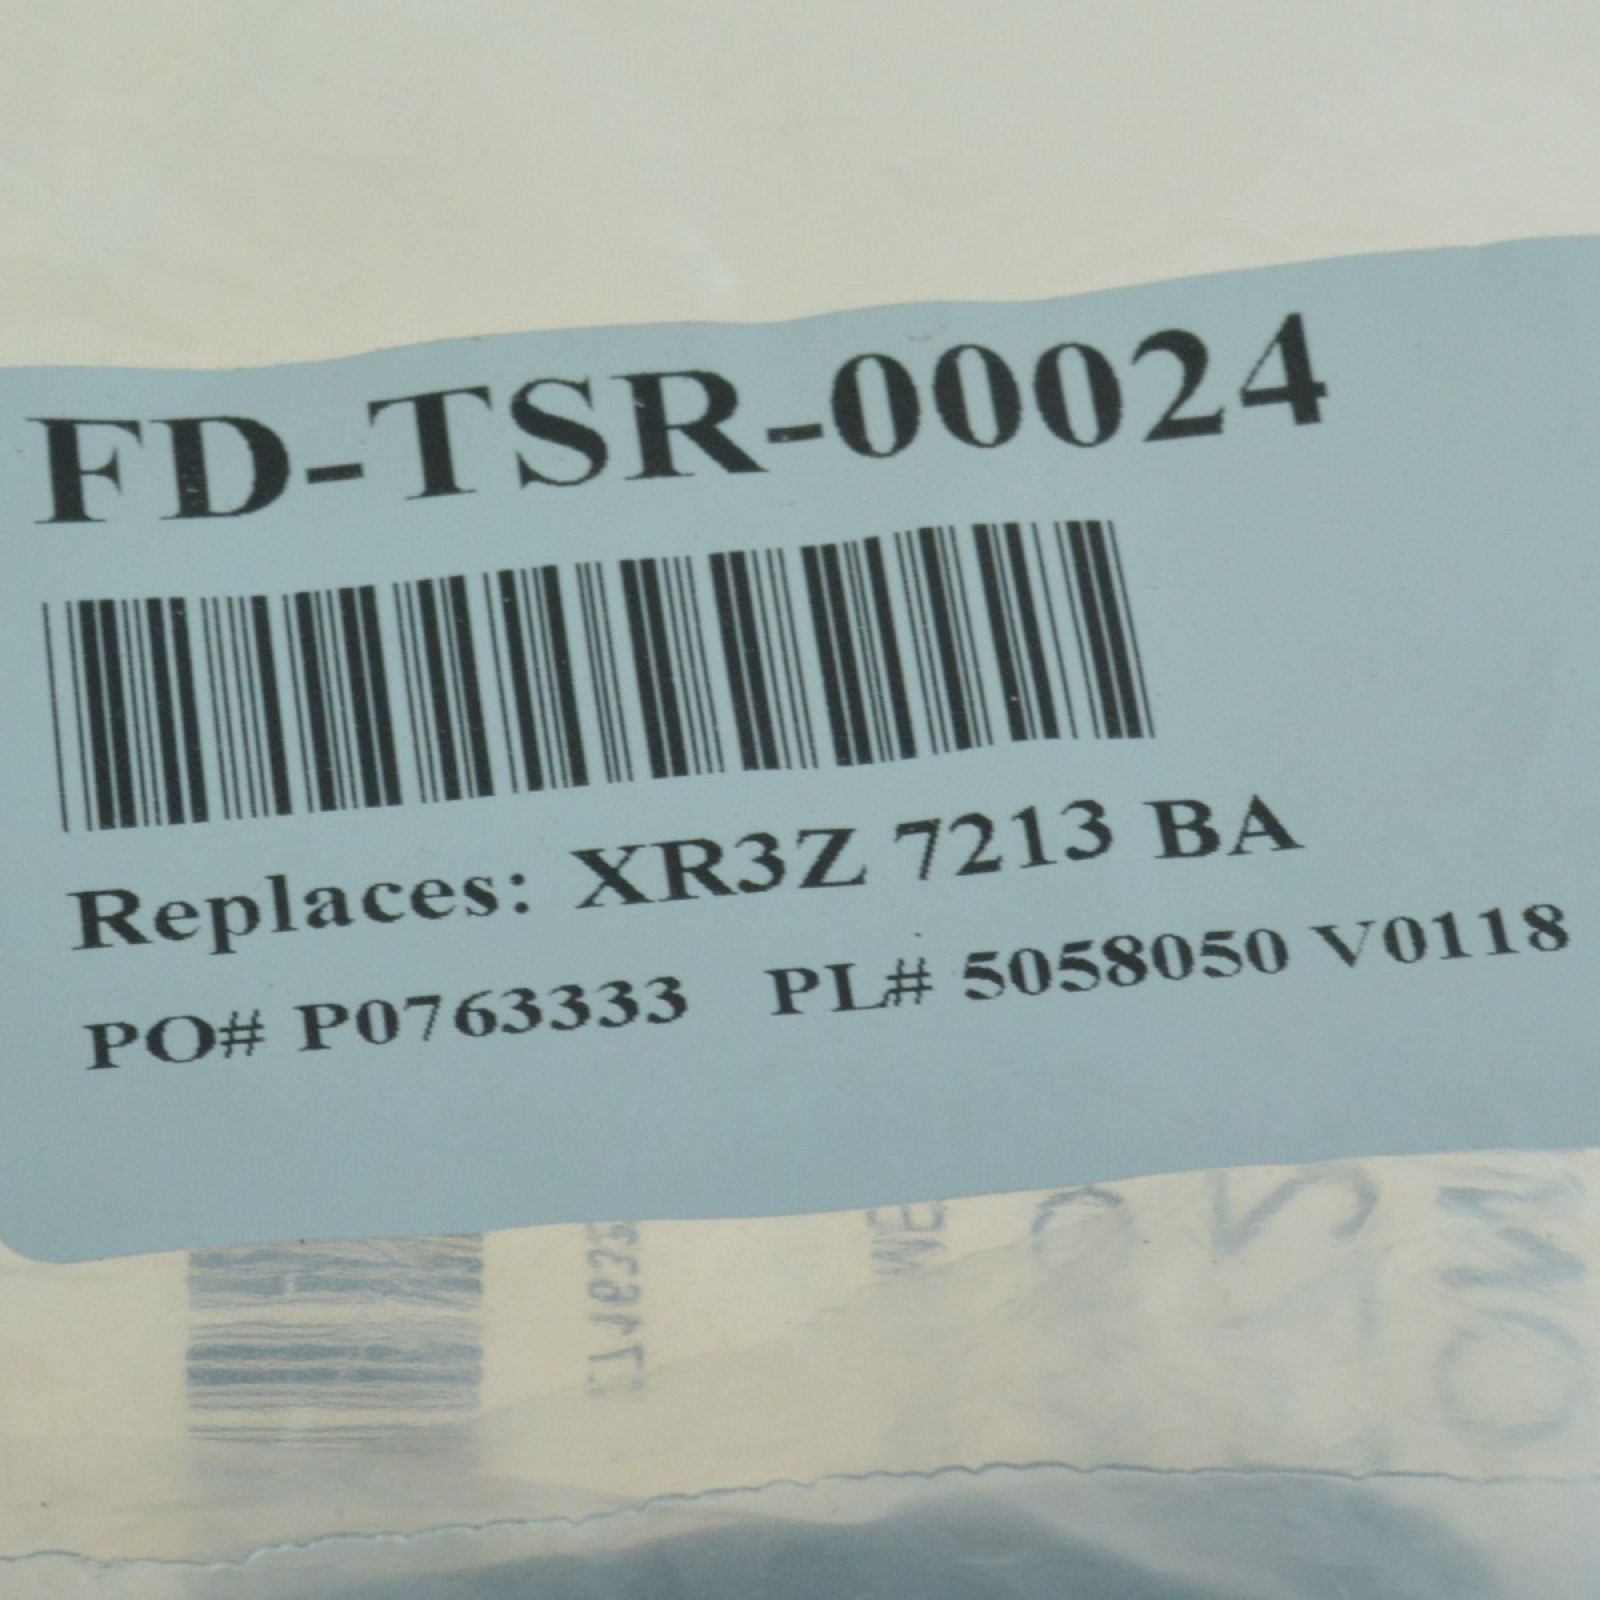 FD-TSR-00024
Replaces: XR3Z 7213 BA
PO# P0763333 PL# 5058050 V0118